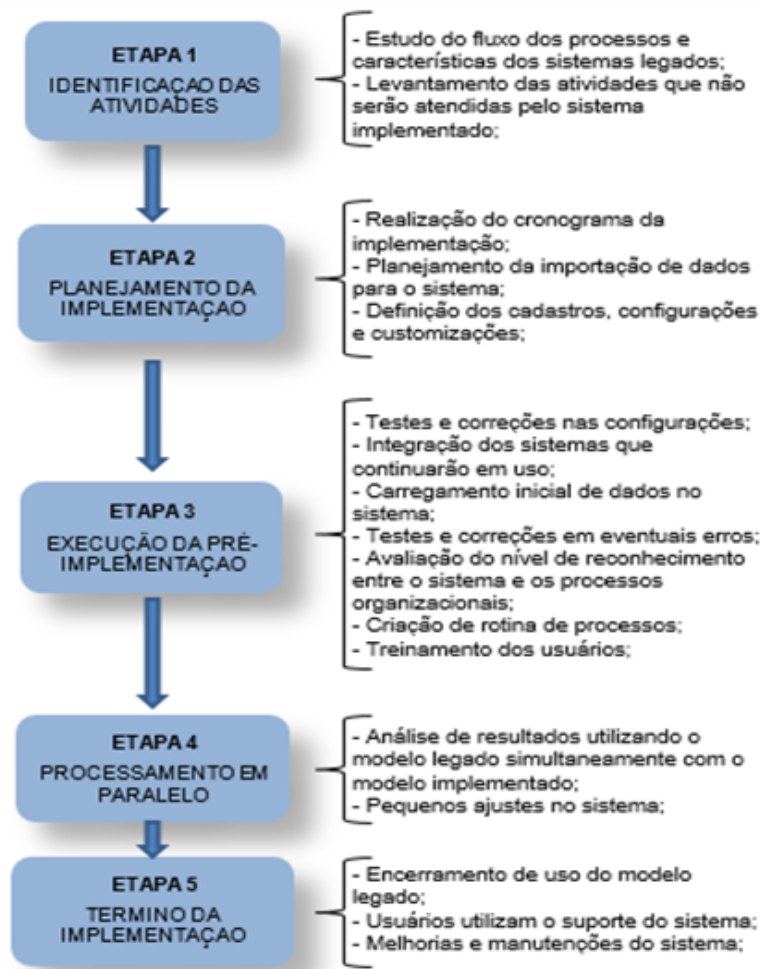 ETAPA 1
IDENTIFICAÇAO DAS
ATIVIDADES
- Estudo do fluxo dos processos e
características dos sistemas legados;
- Levantamento das atividades que não
serão atendidas pelo sistema
implementado;
ETAPA 2
PLANEJAMENTO DA
IMPLEMENTAÇAO
- Realização do cronograma da
implementação;
- Planejamento da importação de dados
para o sistema;
- Definição dos cadastros, configurações
e customizações;
ETAPA 3
EXECUÇÃO DA PRÉ-
IMPLEMENTAÇAO
- Testes e correções nas configurações;
- Integração dos sistemas que
continuarão em uso;
- Carregamento inicial de dados no
sistema;
- Testes e correções em eventuais erros;
- Avaliação do nível de reconhecimento
entre o sistema e os processos
organizacionais;
- Criação de rotina de processos;
- Treinamento dos usuários;
ETAPA 4
PROCESSAMENTO EM
PARALELO
- Análise de resultados utilizando o
modelo legado simultaneamente com o
modelo implementado;
- Pequenos ajustes no sistema;
ETAPA 5
TERMINO DA
IMPLEMENTAÇAO
- Encerramento de uso do modelo
legado;
- Usuários utilizam o suporte do sistema;
- Melhorias e manutenções do sistema;